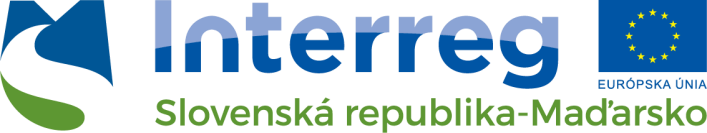 Interreg
EURÓPSKA ÚNIA
Slovenská republika-Maďarsko